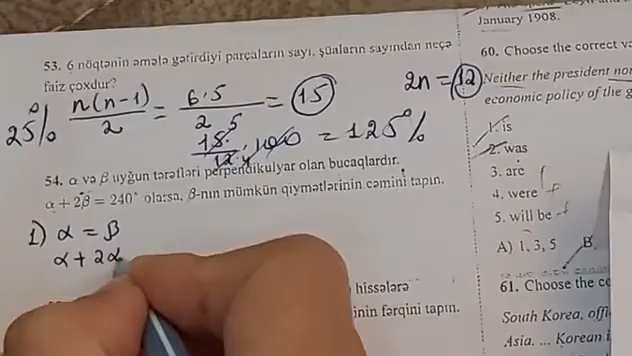 January 1908.
53. 6 nöqtənin əmələ gətirdiyi parçaların sayı, şüaların sayından neçə
faiz çoxdur?
n(n-1)/2 = 6·5/2 = 15
2n = 12
25%
15/12 · 100 = 125%
54. α və β uyğun tərəfləri perpendikulyar olan bucaqlardır.
α + 2β = 240° olarsa, β-nın mümkün qiymətlərinin cəmini tapın.
1) α = β
α + 2α
hissələrə
inin fərqini tapın.
60. Choose the correct
Neither the president nor
economic policy of the
1. is
2. was
3. are
4. were
5. will be
A) 1, 3, 5 B
61. Choose the
South Korea,
Asia. ... Korean